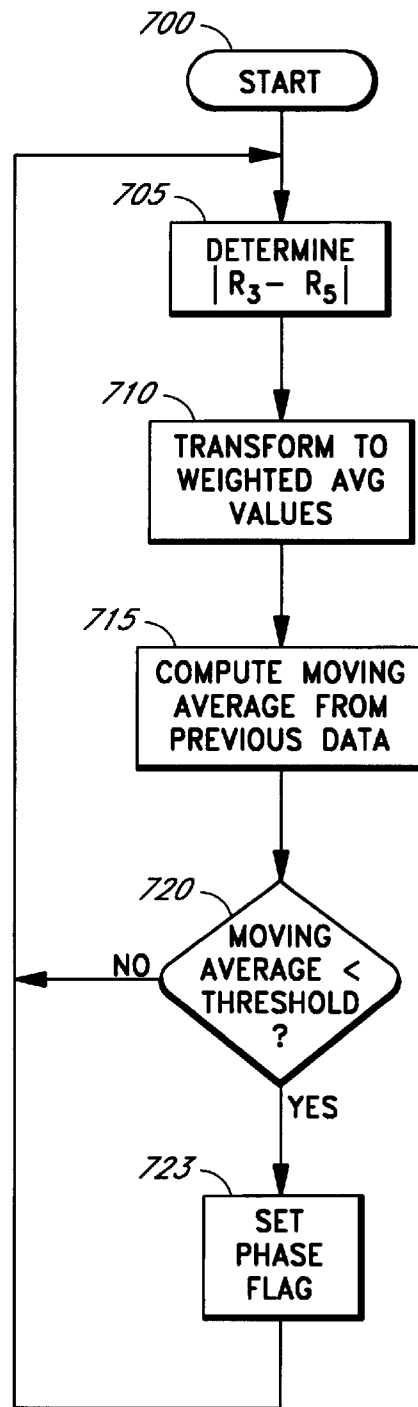 700
START
705
DETERMINE
|R₃ - R₅|
710
TRANSFORM TO
WEIGHTED AVG
VALUES
715
COMPUTE MOVING
AVERAGE FROM
PREVIOUS DATA
720
MOVING
AVERAGE <
THRESHOLD
?
NO
YES
723
SET
PHASE
FLAG